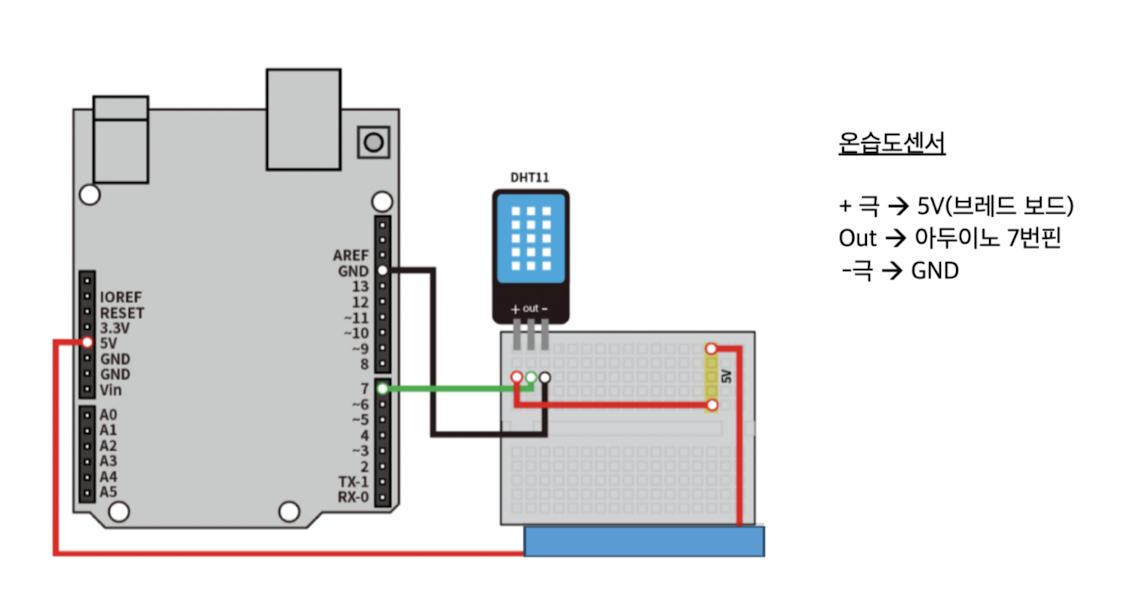 온습도센서
+ 극 → 5V(브레드 보드)
Out → 아두이노 7번핀
-극 → GND
DHT11
+ out -
5V
IOREF
RESET
3.3V
5V
GND
GND
Vin
A0
A1
A2
A3
A4
A5
AREF
GND
13
12
~11
~10
~9
8
7
~6
~5
4
~3
2
TX-1
RX-0